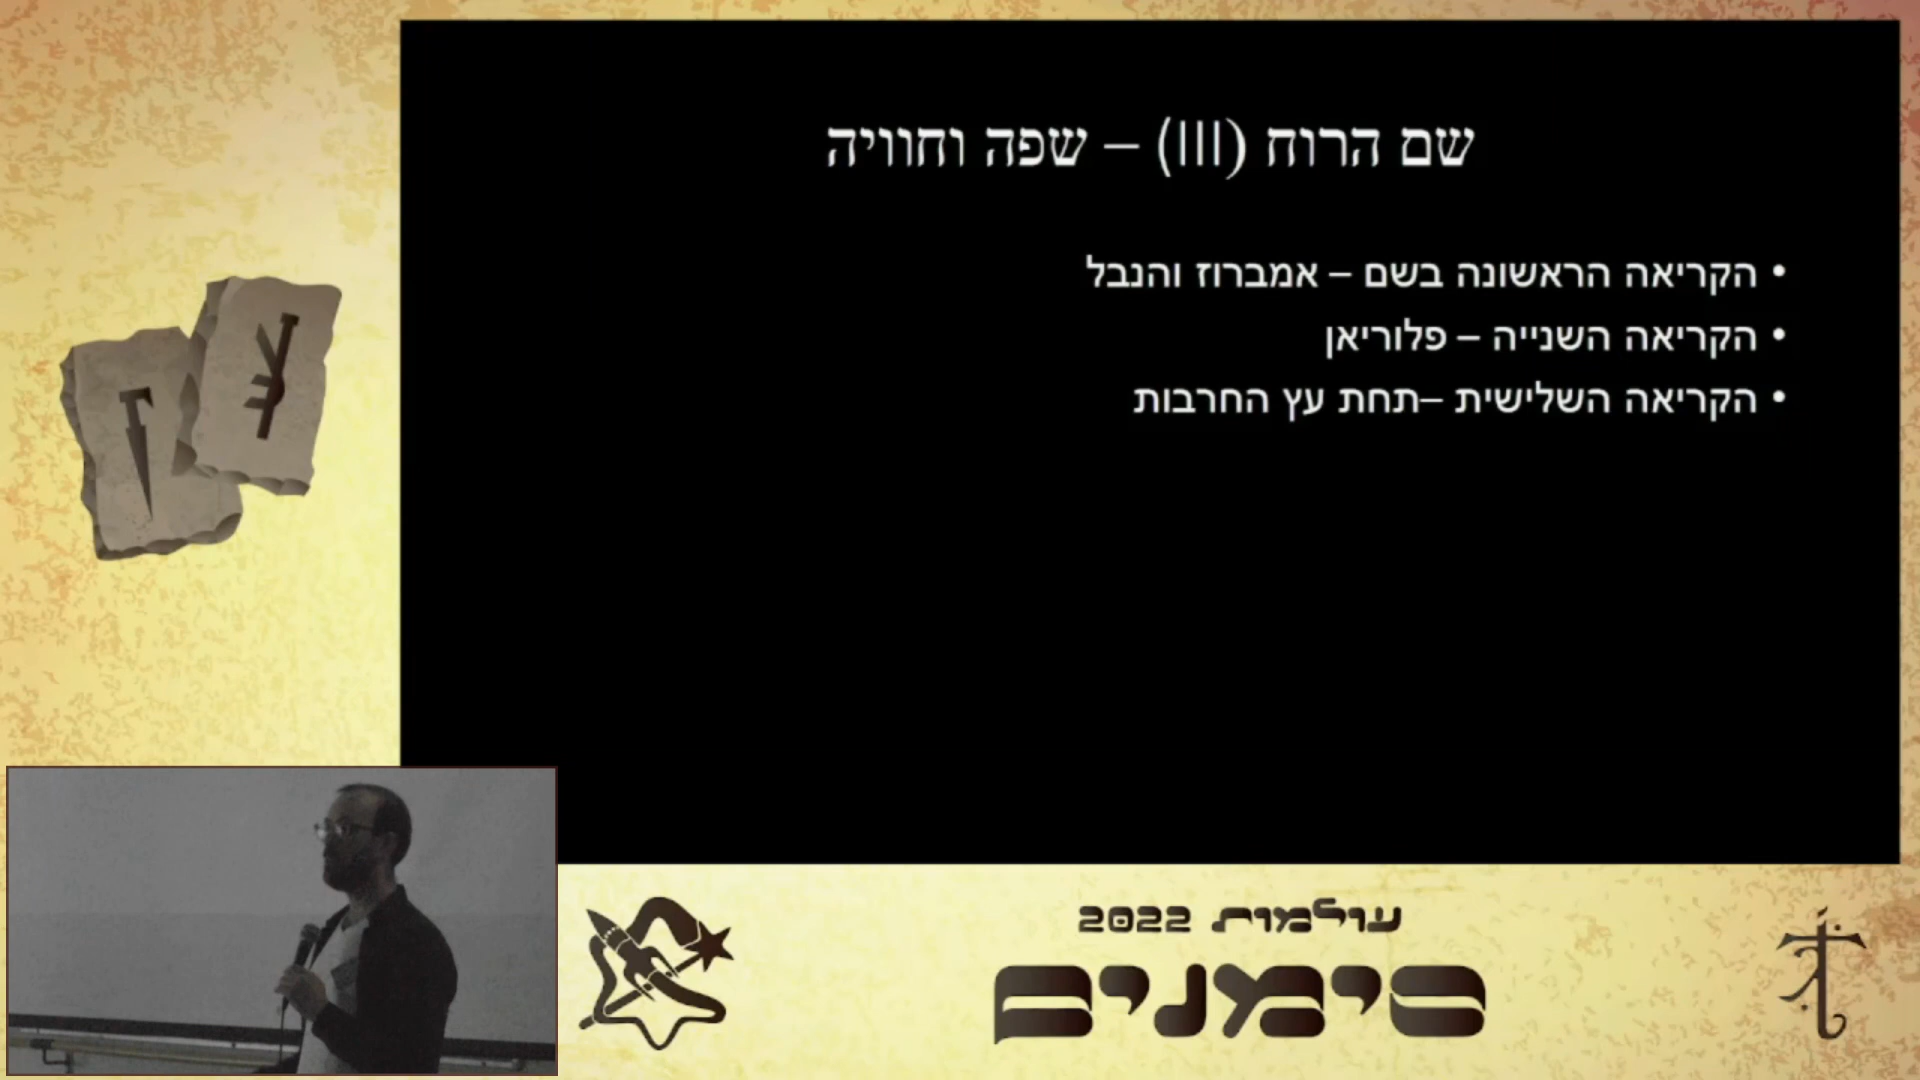 שם הרוח (III) – שפה וחוויה
• הקריאה הראשונה בשם – אמברוז והנבל
• הקריאה השנייה – פלוריאן
• הקריאה השלישית –תחת עץ החרבות
עולמות 2022
סימנים